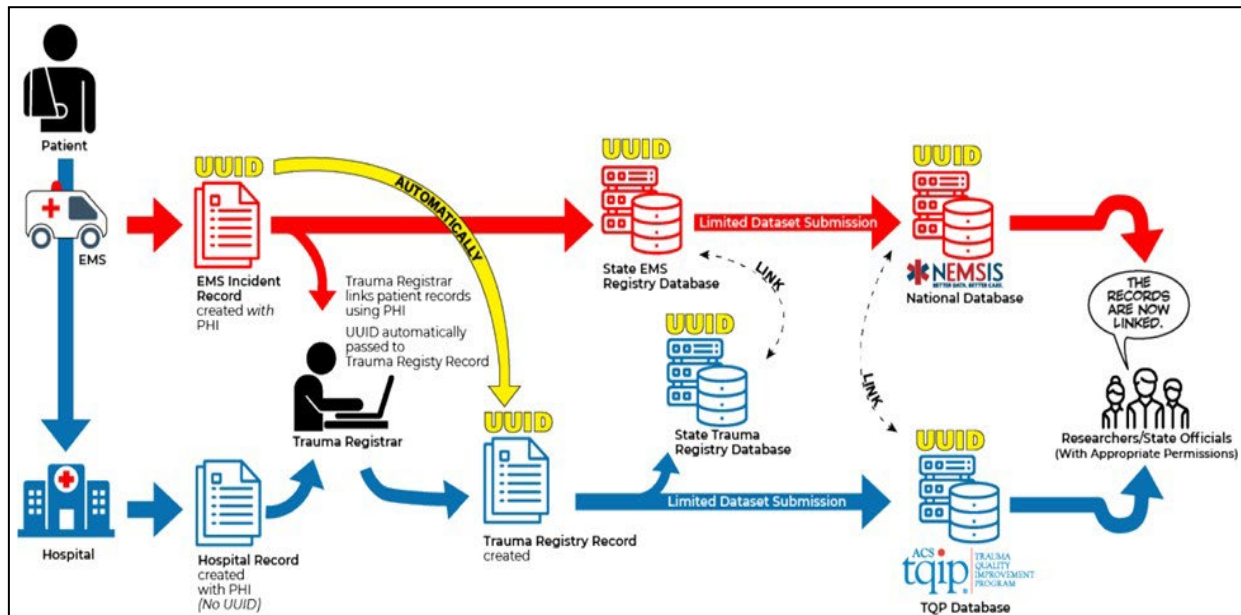 Patient
EMS
UUID
EMS Incident
Record
created with
PHI
AUTOMATICALLY
Trauma Registrar
links patient records
using PHI
UUID automatically
passed to
Trauma Registy Record
Trauma Registrar
UUID
State EMS
Registry Database
Limited Dataset Submission
UUID
NEMSIS
BETTER DATA. BETTER CARE.
National Database
LINK
LINK
THE
RECORDS
ARE NOW
LINKED.
Researchers/State Officials
(With Appropriate Permissions)
Hospital
Hospital Record
created
with PHI
(No UUID)
UUID
Trauma Registry Record
created
UUID
State Trauma
Registry Database
Limited Dataset Submission
UUID
ACS
tqip
TRAUMA
QUALITY
IMPROVEMENT
PROGRAM
TQP Database